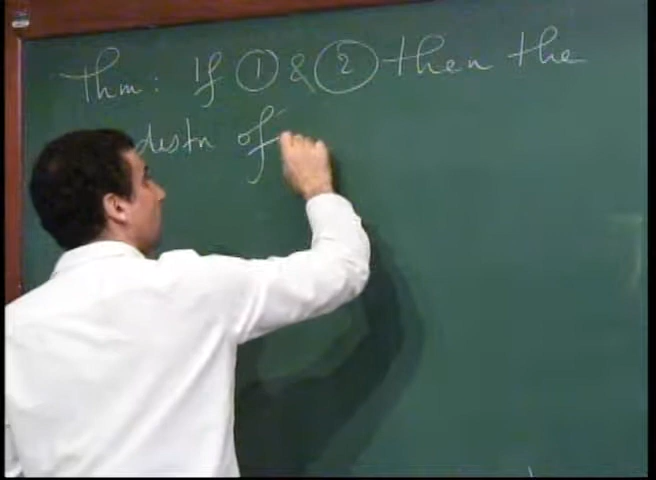 Thm: If ① & ② then the
distn of